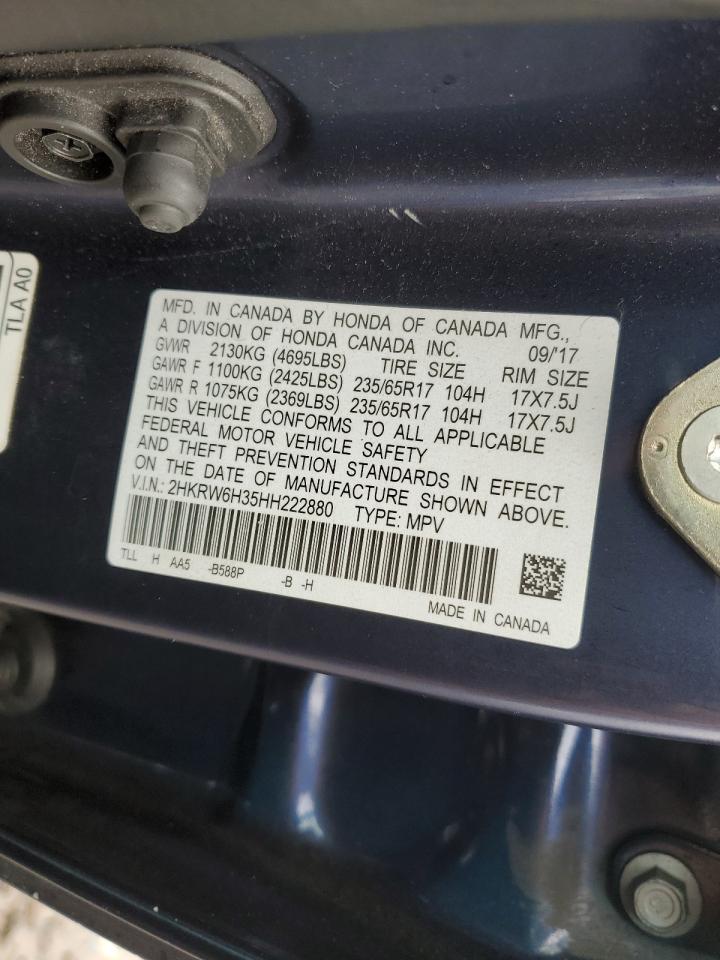 TLA A0
MFD. IN CANADA BY HONDA OF CANADA MFG.,
A DIVISION OF HONDA CANADA INC. 09/'17
GVWR 2130KG (4695LBS) TIRE SIZE RIM SIZE
GAWR F 1100KG (2425LBS) 235/65R17 104H 17X7.5J
GAWR R 1075KG (2369LBS) 235/65R17 104H 17X7.5J
THIS VEHICLE CONFORMS TO ALL APPLICABLE
FEDERAL MOTOR VEHICLE SAFETY
AND THEFT PREVENTION STANDARDS IN EFFECT
ON THE DATE OF MANUFACTURE SHOWN ABOVE.
V.I.N.: 2HKRW6H35HH222880 TYPE: MPV
TLL H AA5 -B588P -B -H
MADE IN CANADA